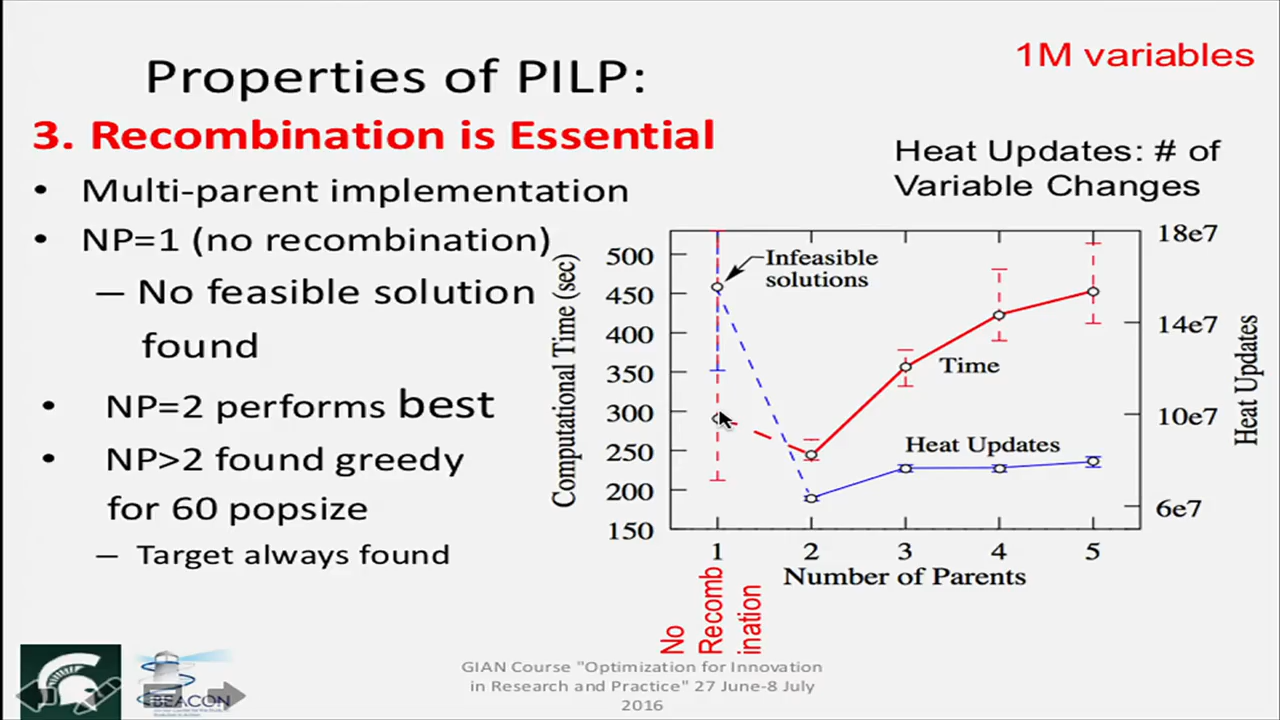 1M variables
Properties of PILP:
3. Recombination is Essential
• Multi-parent implementation
• NP=1 (no recombination)
– No feasible solution
found
• NP=2 performs best
• NP>2 found greedy
for 60 popsize
– Target always found
Heat Updates: # of
Variable Changes
Computational Time (sec)
500
450
400
350
300
250
200
150
Infeasible
solutions
Time
Heat Updates
18e7
14e7
10e7
6e7
Heat Updates
1 2 3 4 5
Number of Parents
No
Recomb
ination
BEACON
GIAN Course "Optimization for Innovation
in Research and Practice" 27 June-8 July
2016